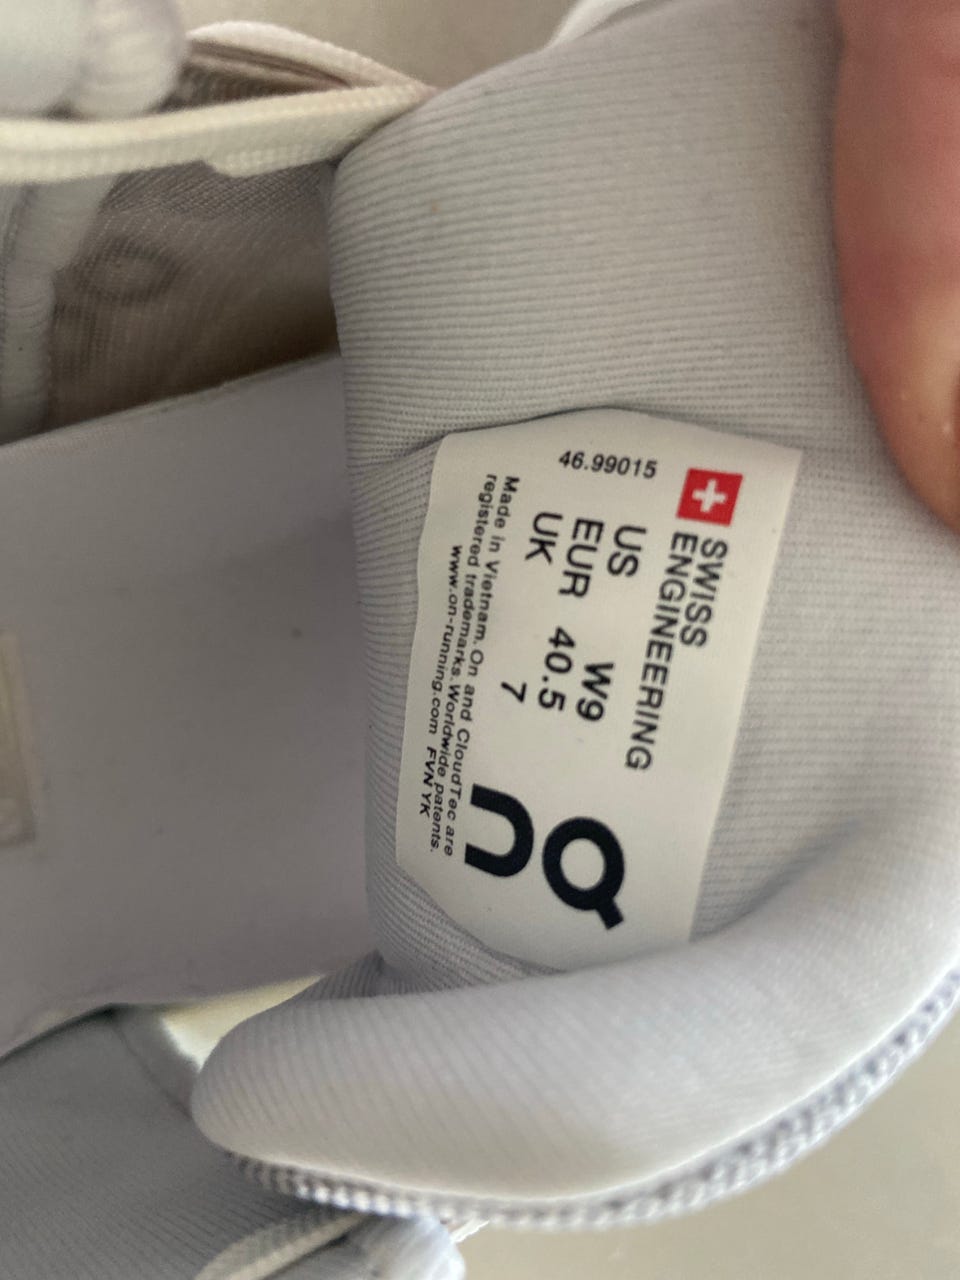 SWISS
ENGINEERING
46.99015
US W9
EUR 40.5
UK 7
On
Made in Vietnam. On and CloudTec are
registered trademarks. Worldwide patents.
www.on-running.com FVN YK